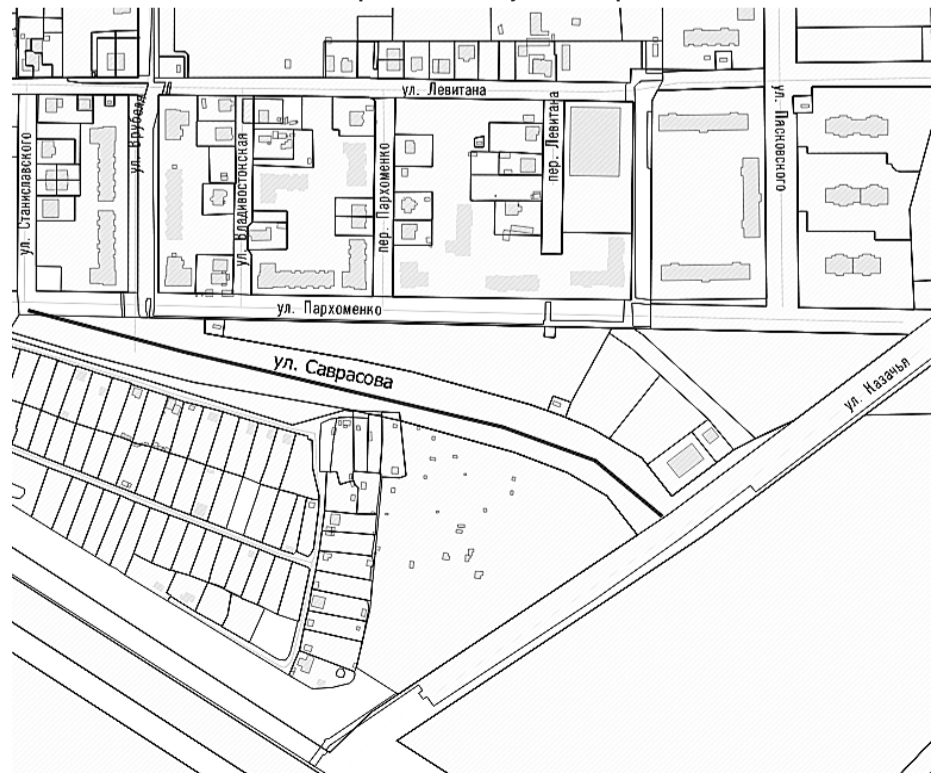 ул. Левитана
ул. Станиславского
ул. Врубеля
ул. Владивостокская
пер. Пархоменко
пер. Левитана
ул. Пясковского
ул. Пархоменко
ул. Саврасова
ул. Казачья